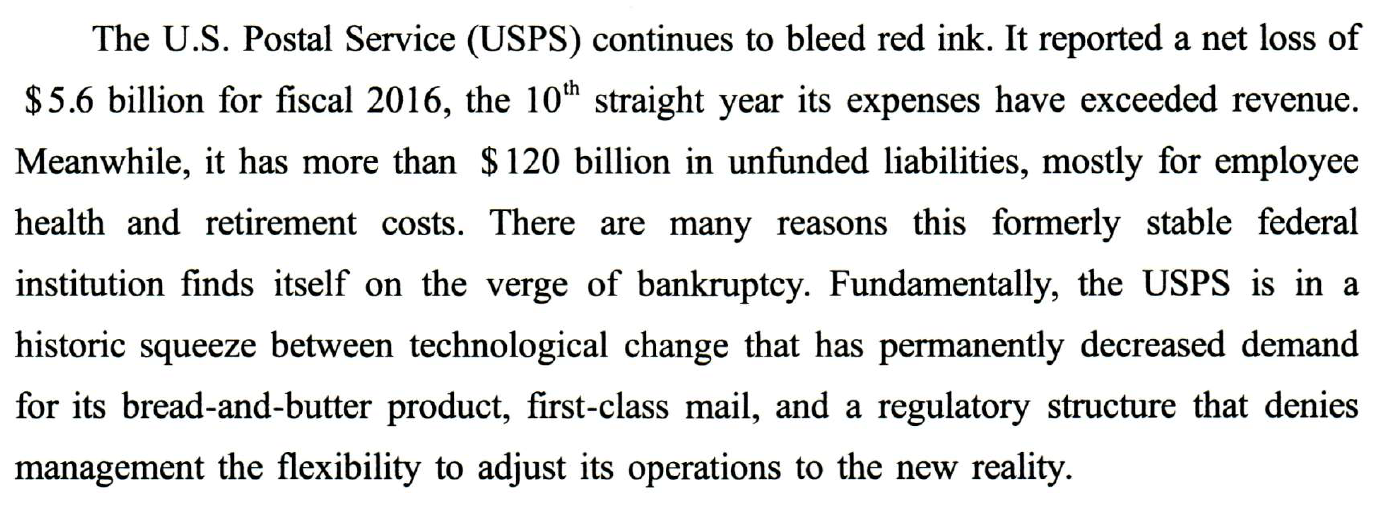 The U.S. Postal Service (USPS) continues to bleed red ink. It reported a net loss of
$5.6 billion for fiscal 2016, the 10th straight year its expenses have exceeded revenue.
Meanwhile, it has more than $120 billion in unfunded liabilities, mostly for employee
health and retirement costs. There are many reasons this formerly stable federal
institution finds itself on the verge of bankruptcy. Fundamentally, the USPS is in a
historic squeeze between technological change that has permanently decreased demand
for its bread-and-butter product, first-class mail, and a regulatory structure that denies
management the flexibility to adjust its operations to the new reality.